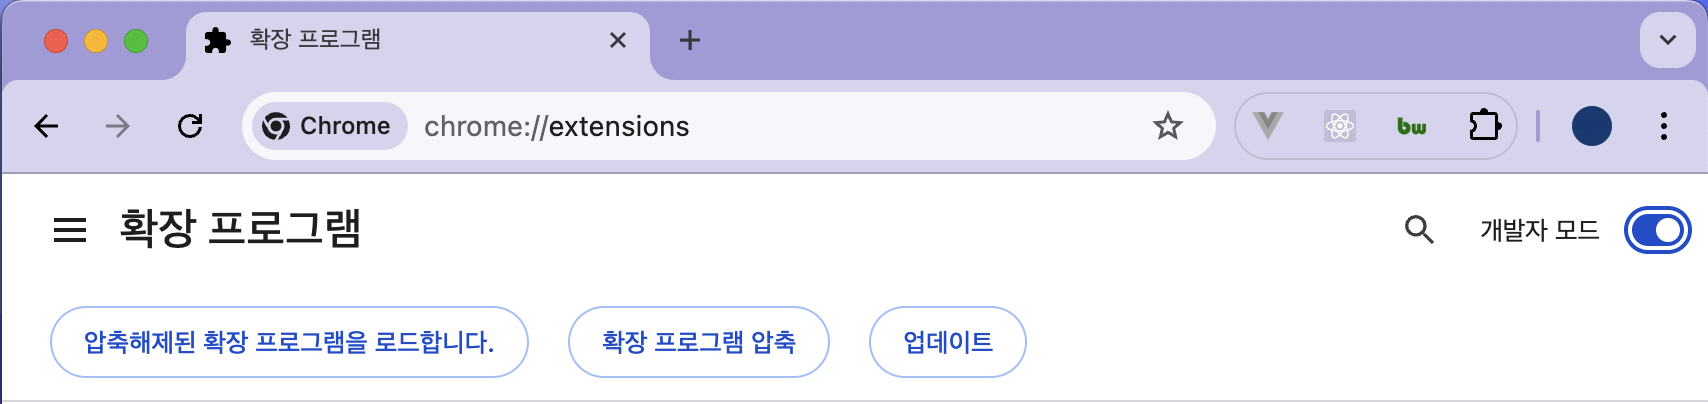 확장 프로그램
Chrome
chrome://extensions
bw
확장 프로그램
개발자 모드
압축해제된 확장 프로그램을 로드합니다.
확장 프로그램 압축
업데이트